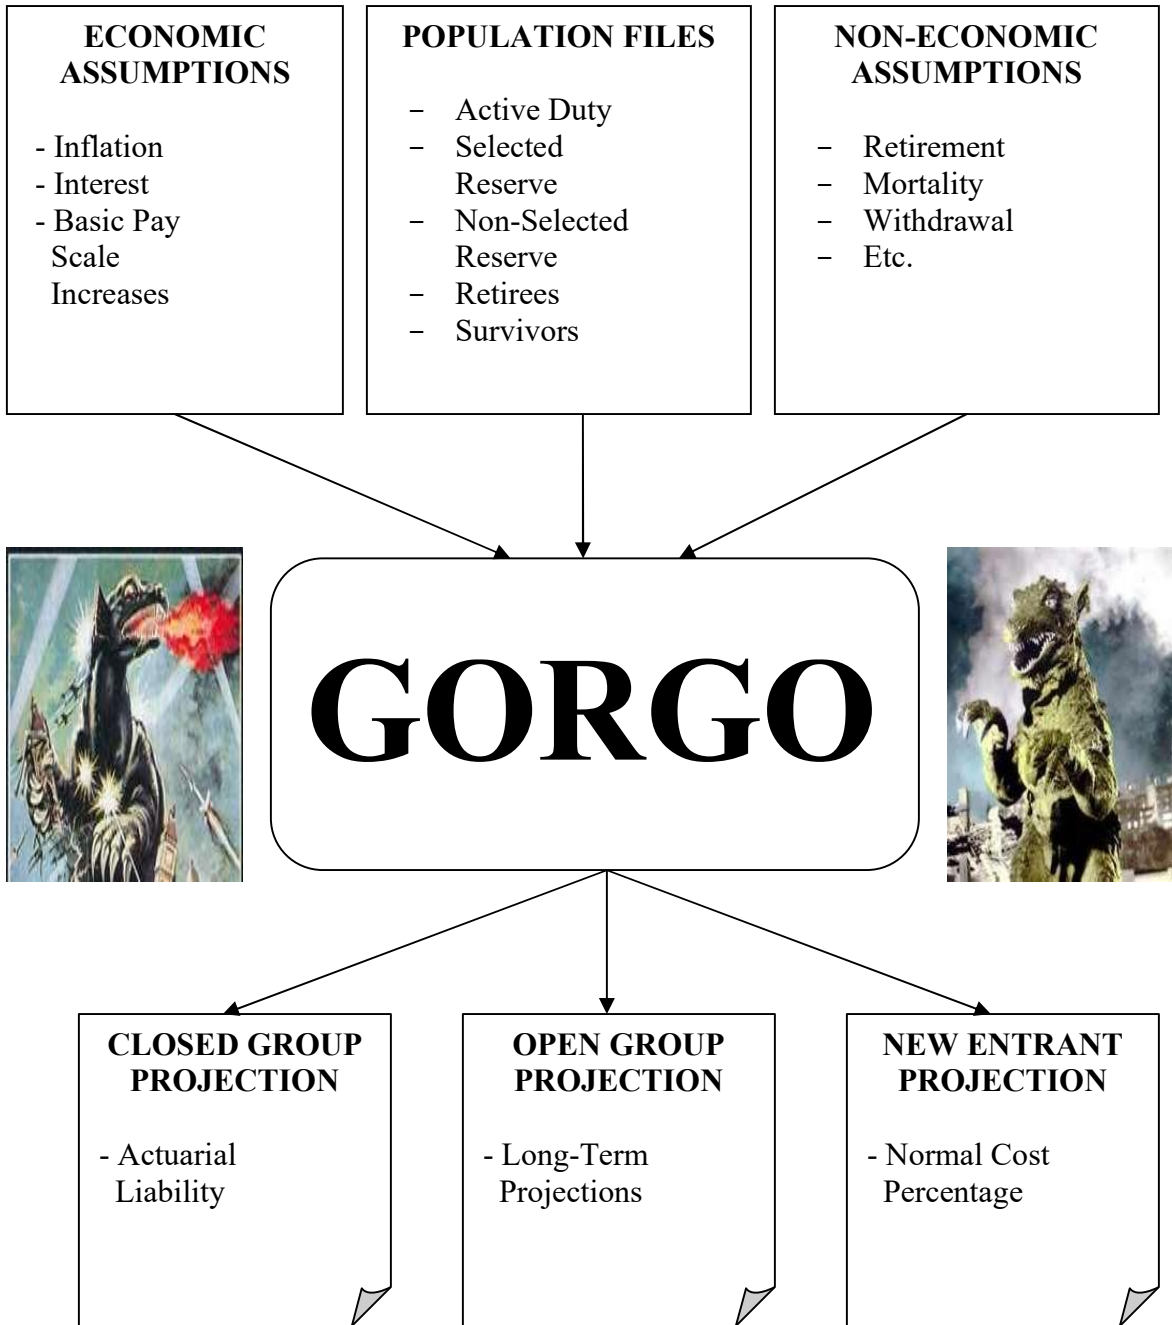 ECONOMIC
ASSUMPTIONS
- Inflation
- Interest
- Basic Pay
Scale
Increases
POPULATION FILES
– Active Duty
– Selected
Reserve
– Non-Selected
Reserve
– Retirees
– Survivors
NON-ECONOMIC
ASSUMPTIONS
– Retirement
– Mortality
– Withdrawal
– Etc.
GORGO
CLOSED GROUP
PROJECTION
- Actuarial
Liability
OPEN GROUP
PROJECTION
- Long-Term
Projections
NEW ENTRANT
PROJECTION
- Normal Cost
Percentage